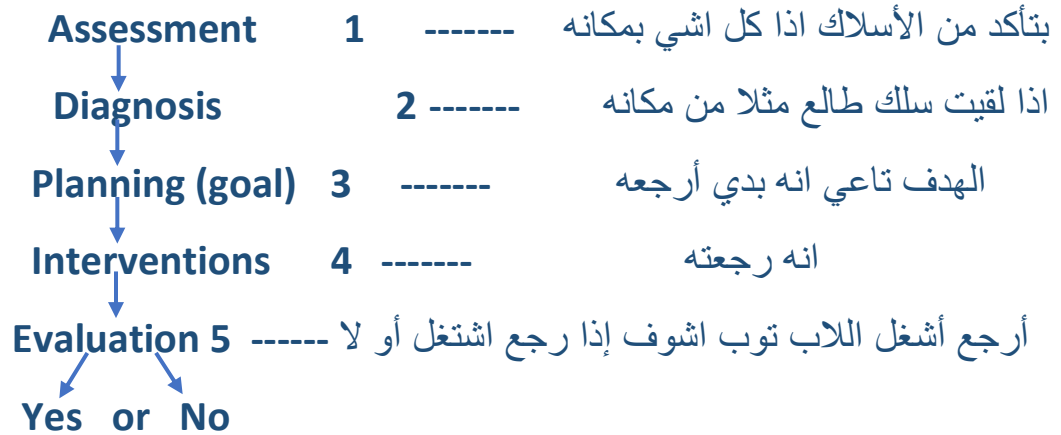 Assessment 1 ------- بتأكد من الأسلاك اذا كل اشي بمكانه
Diagnosis 2 ------- اذا لقيت سلك طالع مثلا من مكانه
Planning (goal) 3 ------- الهدف تاعي انه بدي أرجعه
Interventions 4 ------- انه رجعته
Evaluation 5 ------ أرجع أشغل اللاب توب اشوف إذا رجع اشتغل أو لا
Yes or No